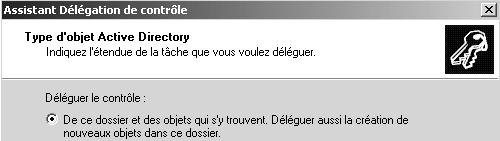 Assistant Délégation de contrôle
Type d'objet Active Directory
Indiquez l'étendue de la tâche que vous voulez déléguer.
Déléguer le contrôle :
De ce dossier et des objets qui s'y trouvent. Déléguer aussi la création de
nouveaux objets dans ce dossier.